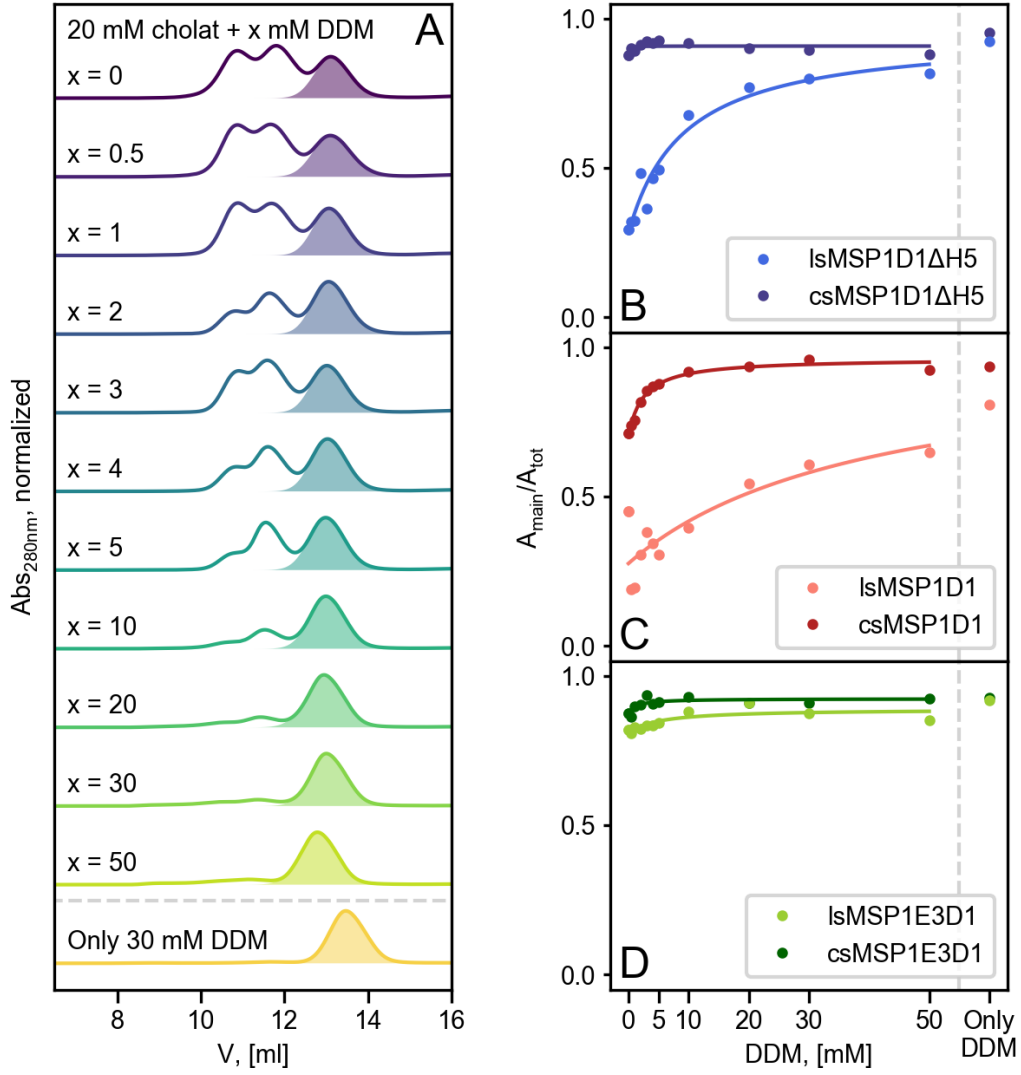 20 mM cholat + x mM DDM
A
x = 0
x = 0.5
x = 1
x = 2
x = 3
x = 4
x = 5
x = 10
x = 20
x = 30
x = 50
Only 30 mM DDM
Abs280nm, normalized
8 10 12 14 16
V, [ml]
1.0
0.5
0.0
B
lsMSP1D1ΔH5
csMSP1D1ΔH5
1.0
0.5
0.0
C
lsMSP1D1
csMSP1D1
Amain/Atot
1.0
0.5
0.0
D
lsMSP1E3D1
csMSP1E3D1
0 5 10 20 30 50 Only
DDM
DDM, [mM]